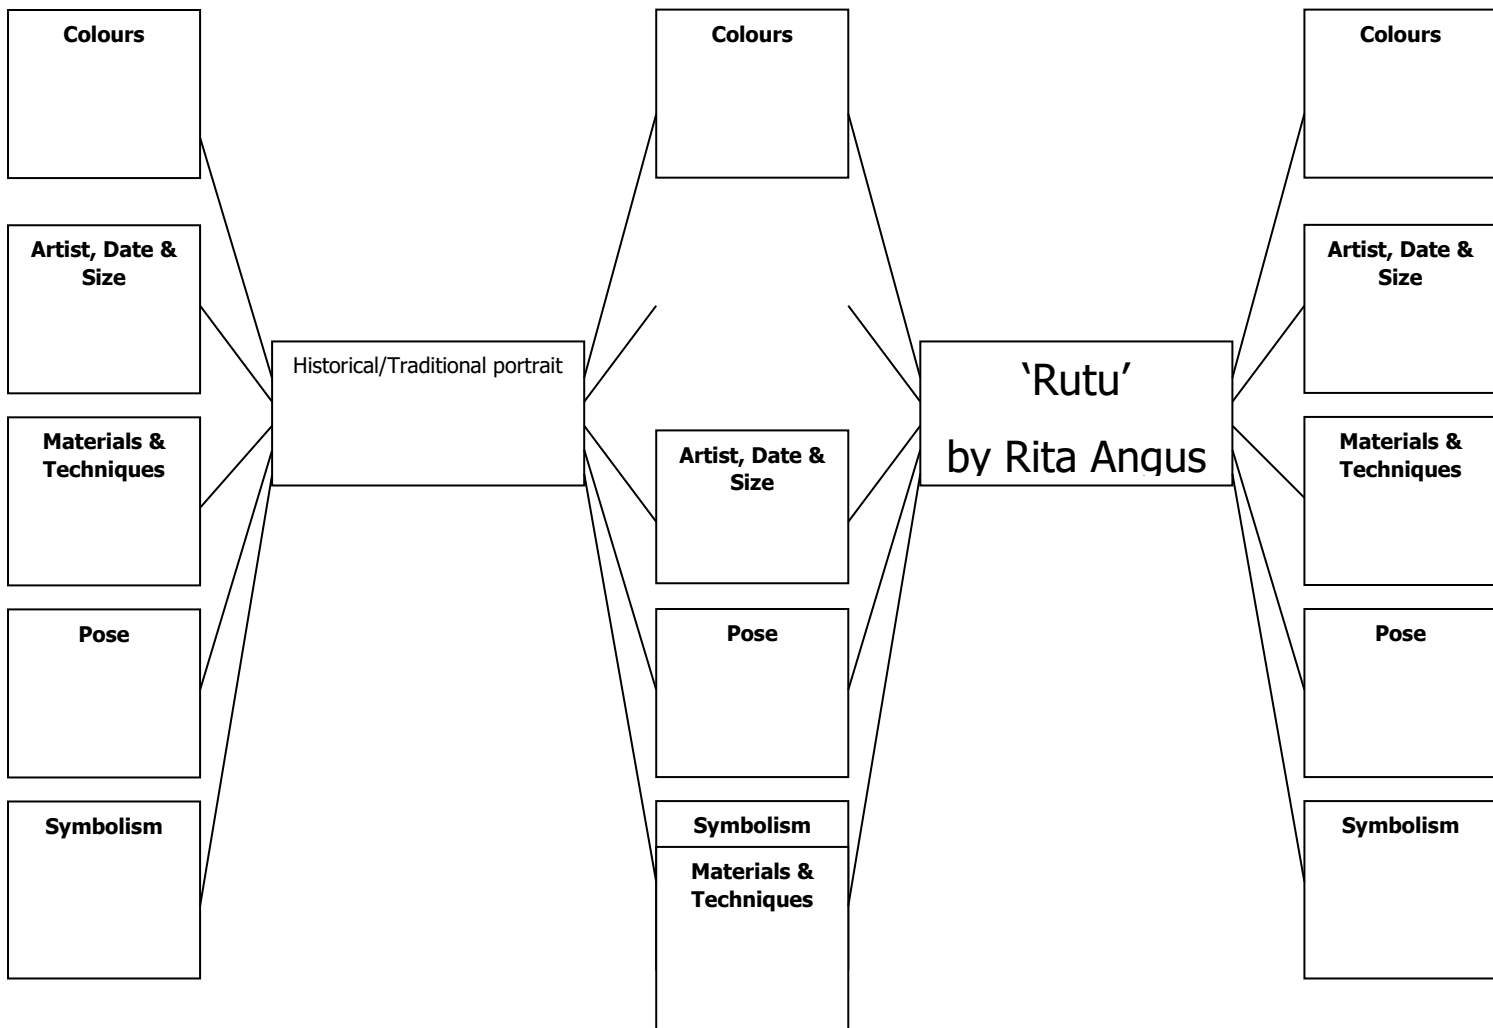 Colours
Colours
Colours
Artist, Date &
Size
Artist, Date &
Size
Historical/Traditional portrait
‘Rutu’
by Rita Angus
Materials &
Techniques
Artist, Date &
Size
Materials &
Techniques
Pose
Pose
Pose
Symbolism
Symbolism
Symbolism
Materials &
Techniques